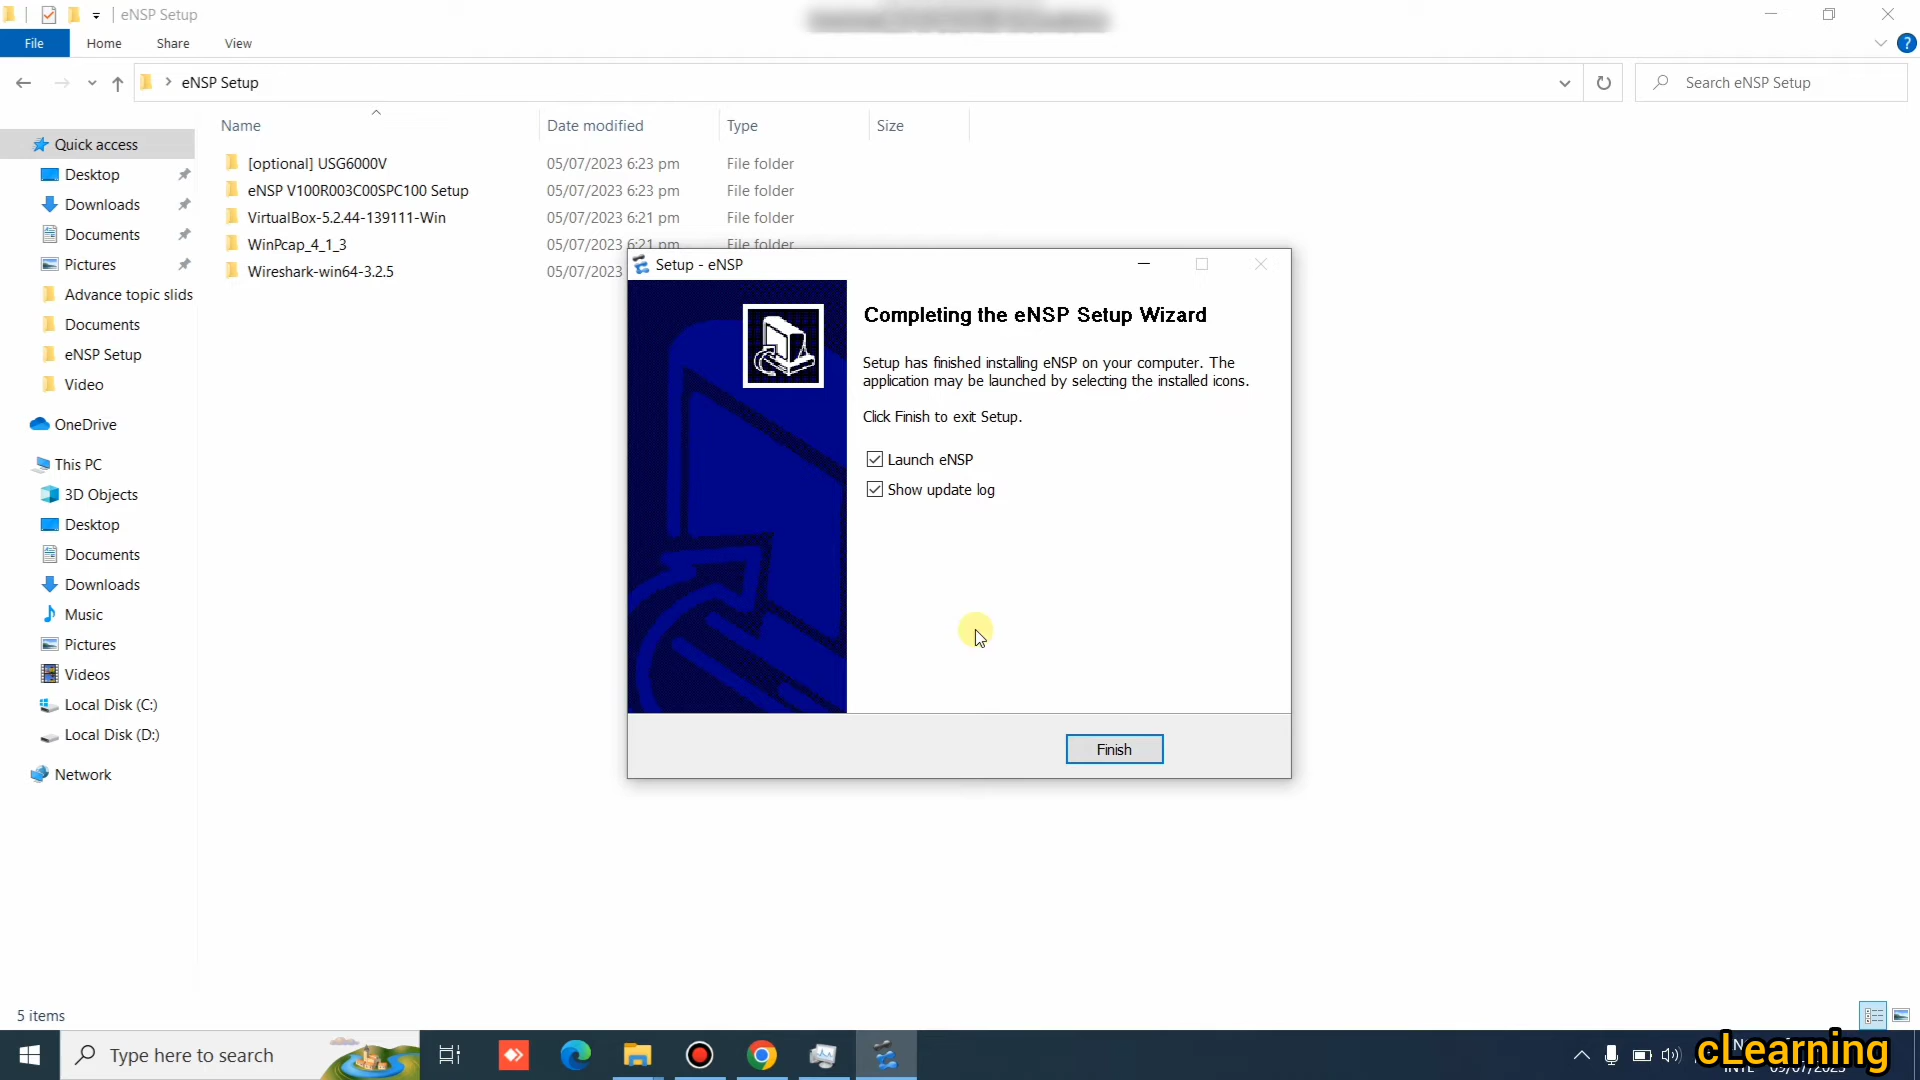 eNSP Setup
File
Home
Share
View
eNSP Setup
Search eNSP Setup
Name
Date modified
Type
Size
Quick access
Desktop
Downloads
Documents
Pictures
Advance topic slids
Documents
eNSP Setup
Video
OneDrive
This PC
3D Objects
Desktop
Documents
Downloads
Music
Pictures
Videos
Local Disk (C:)
Local Disk (D:)
Network
[optional] USG6000V 05/07/2023 6:23 pm File folder
eNSP V100R003C00SPC100 Setup 05/07/2023 6:23 pm File folder
VirtualBox-5.2.44-139111-Win 05/07/2023 6:21 pm File folder
WinPcap_4_1_3 05/07/2023 6:21 pm File folder
Wireshark-win64-3.2.5 05/07/2023
Setup - eNSP
Completing the eNSP Setup Wizard
Setup has finished installing eNSP on your computer. The
application may be launched by selecting the installed icons.
Click Finish to exit Setup.
Launch eNSP
Show update log
Finish
5 items
Type here to search
cLearning